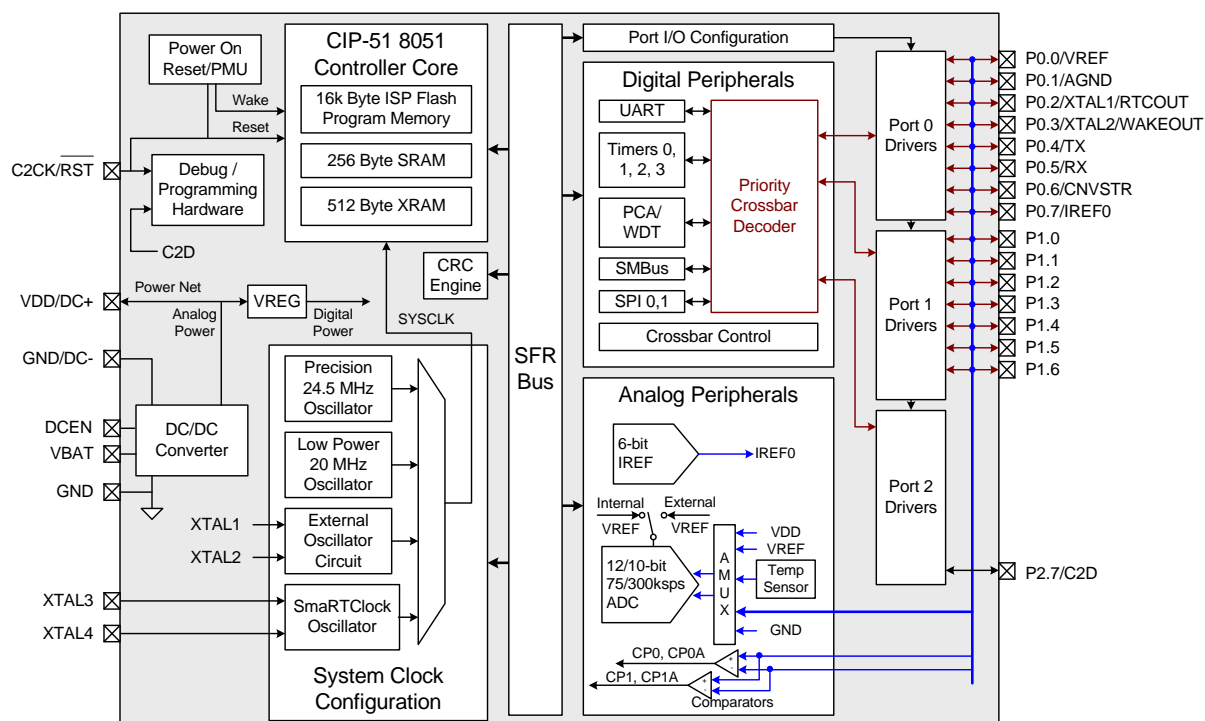 Power On
Reset/PMU
Wake
Reset
C2CK/RST
Debug /
Programming
Hardware
C2D
CIP-51 8051
Controller Core
16k Byte ISP Flash
Program Memory
256 Byte SRAM
512 Byte XRAM
CRC
Engine
VDD/DC+
Power Net
Analog
Power
VREG
Digital
Power
SYSCLK
GND/DC-
DCEN
VBAT
GND
DC/DC
Converter
Precision
24.5 MHz
Oscillator
Low Power
20 MHz
Oscillator
XTAL1
XTAL2
External
Oscillator
Circuit
XTAL3
XTAL4
SmaRTClock
Oscillator
System Clock
Configuration
SFR
Bus
Port I/O Configuration
Digital Peripherals
UART
Timers 0,
1, 2, 3
PCA/
WDT
SMBus
SPI 0,1
Priority
Crossbar
Decoder
Crossbar Control
Analog Peripherals
6-bit
IREF
IREF0
Internal
VREF
External
VREF
12/10-bit
75/300ksps
ADC
A
M
U
X
VDD
VREF
Temp
Sensor
GND
CP0, CP0A
+
-
CP1, CP1A
+
-
Comparators
Port 0
Drivers
Port 1
Drivers
Port 2
Drivers
P0.0/VREF
P0.1/AGND
P0.2/XTAL1/RTCOUT
P0.3/XTAL2/WAKEOUT
P0.4/TX
P0.5/RX
P0.6/CNVSTR
P0.7/IREF0
P1.0
P1.1
P1.2
P1.3
P1.4
P1.5
P1.6
P2.7/C2D